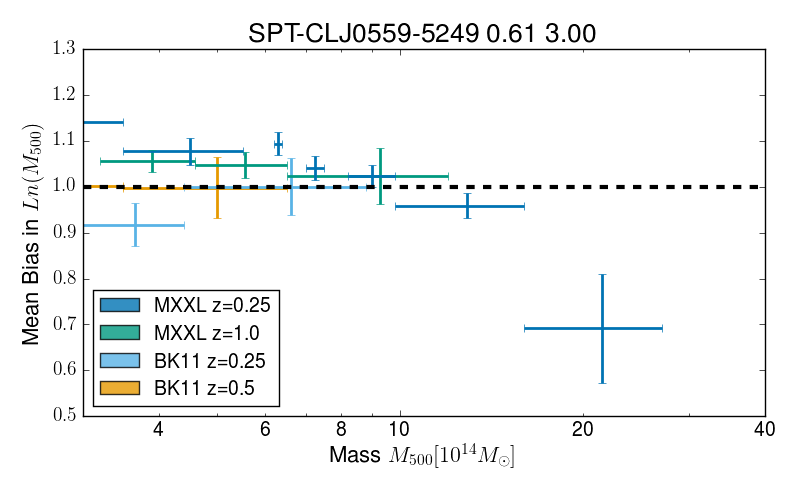 SPT-CLJ0559-5249 0.61 3.00
1.3
1.2
1.1
1.0
0.9
0.8
0.7
0.6
0.5
Mean Bias in Ln(M₅₀₀)
MXXL z=0.25
MXXL z=1.0
BK11 z=0.25
BK11 z=0.5
4 6 8 10 20 40
Mass M₅₀₀[10¹⁴M☉]